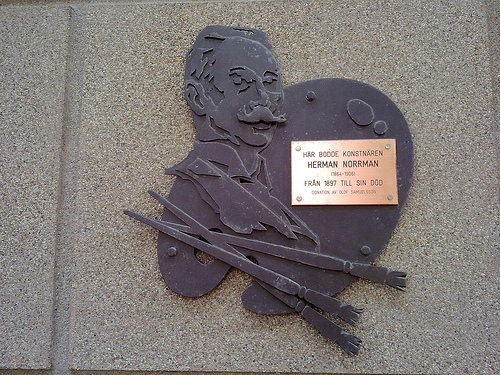 HÄR BODDE KONSTNÄREN
HERMAN NORRMAN
(1864-1906)
FRÅN 1897 TILL SIN DÖD
DONATION AV OLOF SAMUELSSON